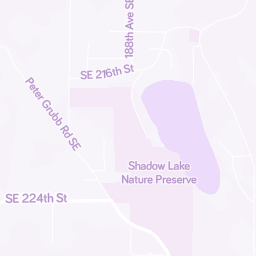 188th Ave SE
SE 216th St
Peter Grubb Rd SE
Shadow Lake
Nature Preserve
SE 224th St